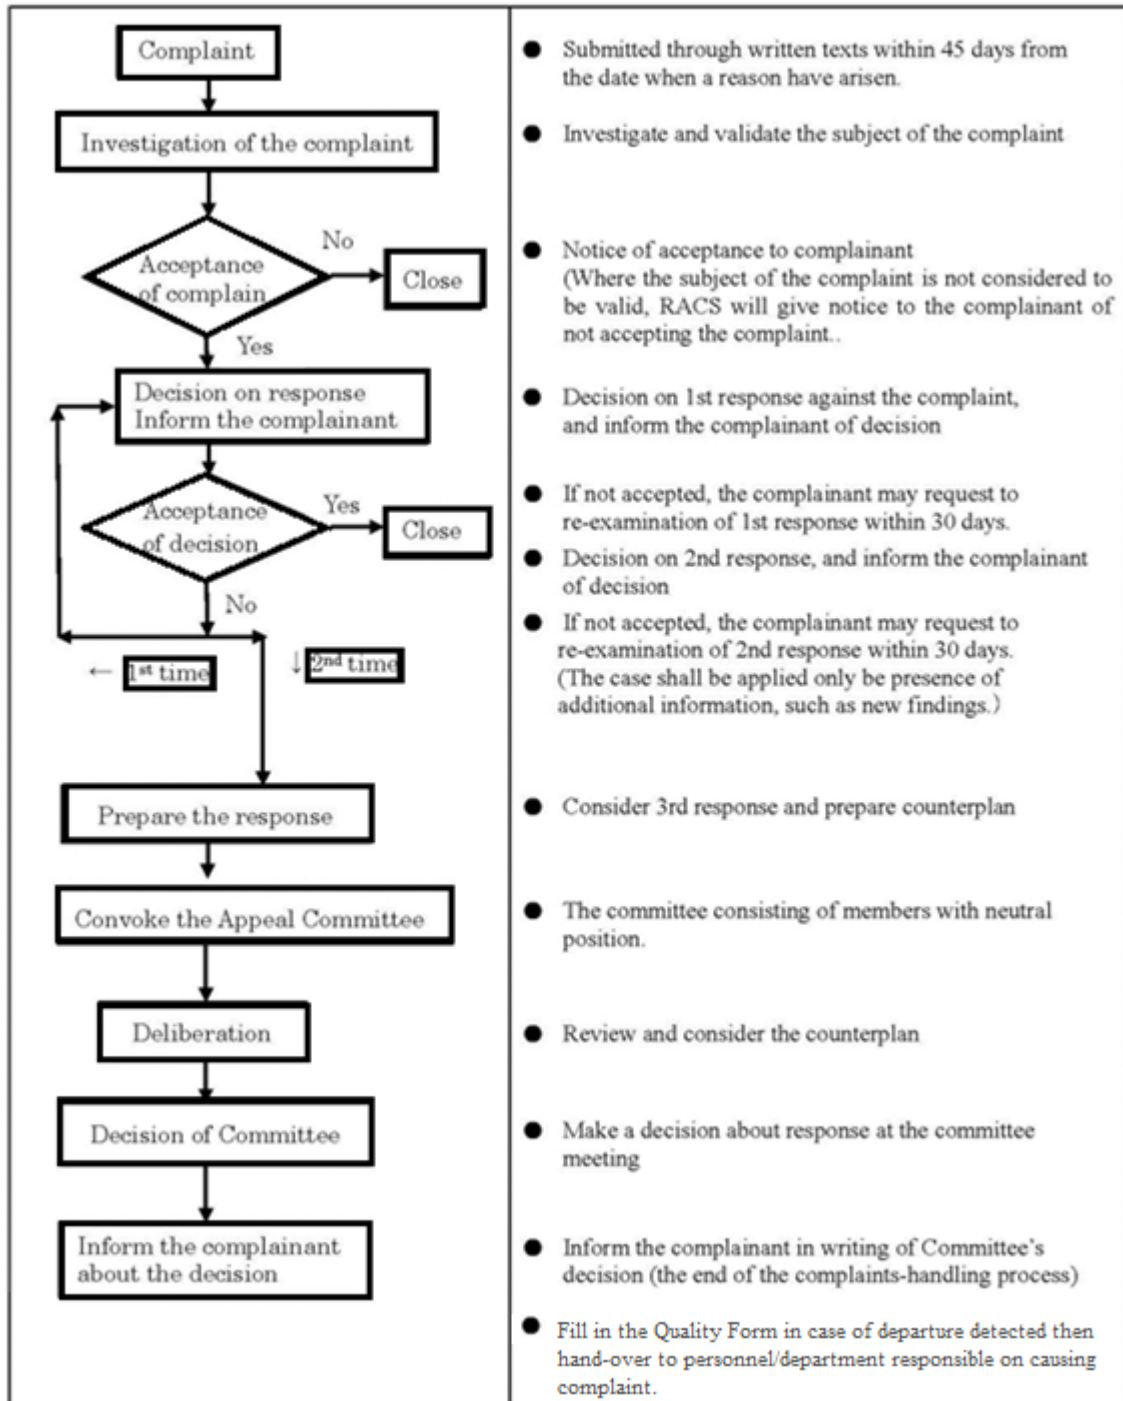 Complaint
Investigation of the complaint
No
Acceptance
of complain
Close
Yes
Decision on response
Inform the complainant
Acceptance
of decision
Yes
Close
No
← 1st time
↓ 2nd time
Prepare the response
Convoke the Appeal Committee
Deliberation
Decision of Committee
Inform the complainant
about the decision
● Submitted through written texts within 45 days from
the date when a reason have arisen.
● Investigate and validate the subject of the complaint
● Notice of acceptance to complainant
(Where the subject of the complaint is not considered to
be valid, RACS will give notice to the complainant of
not accepting the complaint..
● Decision on 1st response against the complaint,
and inform the complainant of decision
● If not accepted, the complainant may request to
re-examination of 1st response within 30 days.
● Decision on 2nd response, and inform the complainant
of decision
● If not accepted, the complainant may request to
re-examination of 2nd response within 30 days.
(The case shall be applied only be presence of
additional information, such as new findings.)
● Consider 3rd response and prepare counterplan
● The committee consisting of members with neutral
position.
● Review and consider the counterplan
● Make a decision about response at the committee
meeting
● Inform the complainant in writing of Committee's
decision (the end of the complaints-handling process)
● Fill in the Quality Form in case of departure detected then
hand-over to personnel/department responsible on causing
complaint.